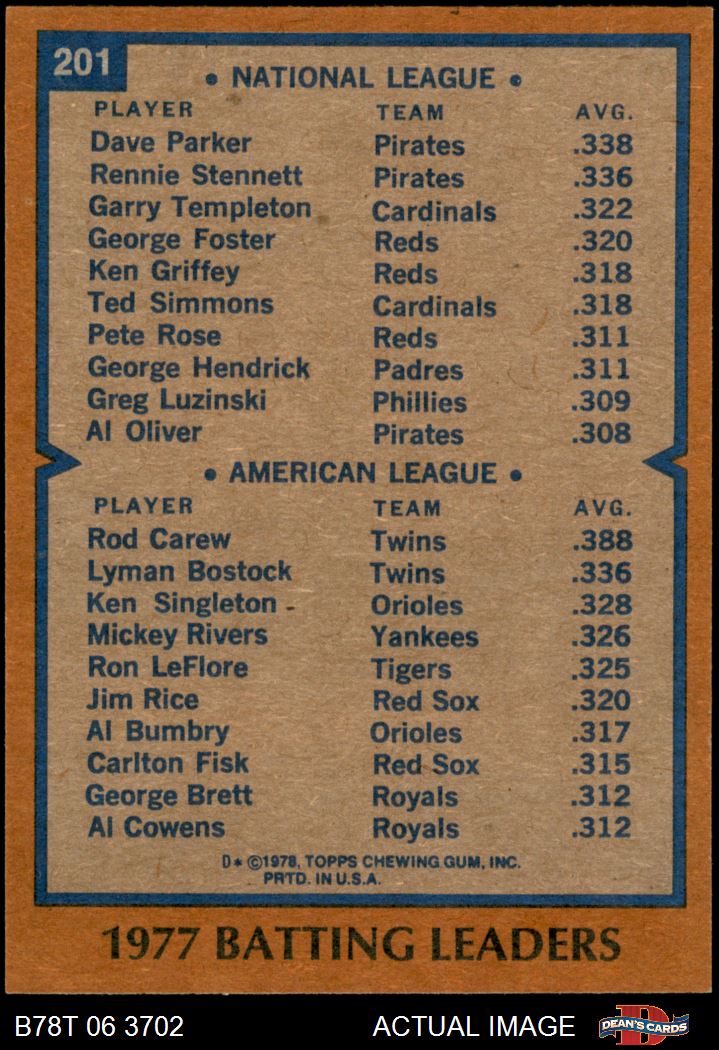 201
• NATIONAL LEAGUE •
PLAYER TEAM AVG.
Dave Parker Pirates .338
Rennie Stennett Pirates .336
Garry Templeton Cardinals .322
George Foster Reds .320
Ken Griffey Reds .318
Ted Simmons Cardinals .318
Pete Rose Reds .311
George Hendrick Padres .311
Greg Luzinski Phillies .309
Al Oliver Pirates .308
• AMERICAN LEAGUE •
PLAYER TEAM AVG.
Rod Carew Twins .388
Lyman Bostock Twins .336
Ken Singleton Orioles .328
Mickey Rivers Yankees .326
Ron LeFlore Tigers .325
Jim Rice Red Sox .320
Al Bumbry Orioles .317
Carlton Fisk Red Sox .315
George Brett Royals .312
Al Cowens Royals .312
D* ©1978, TOPPS CHEWING GUM, INC.
PRTD. IN U.S.A.
1977 BATTING LEADERS
B78T 06 3702 ACTUAL IMAGE D DEAN'S CARDS